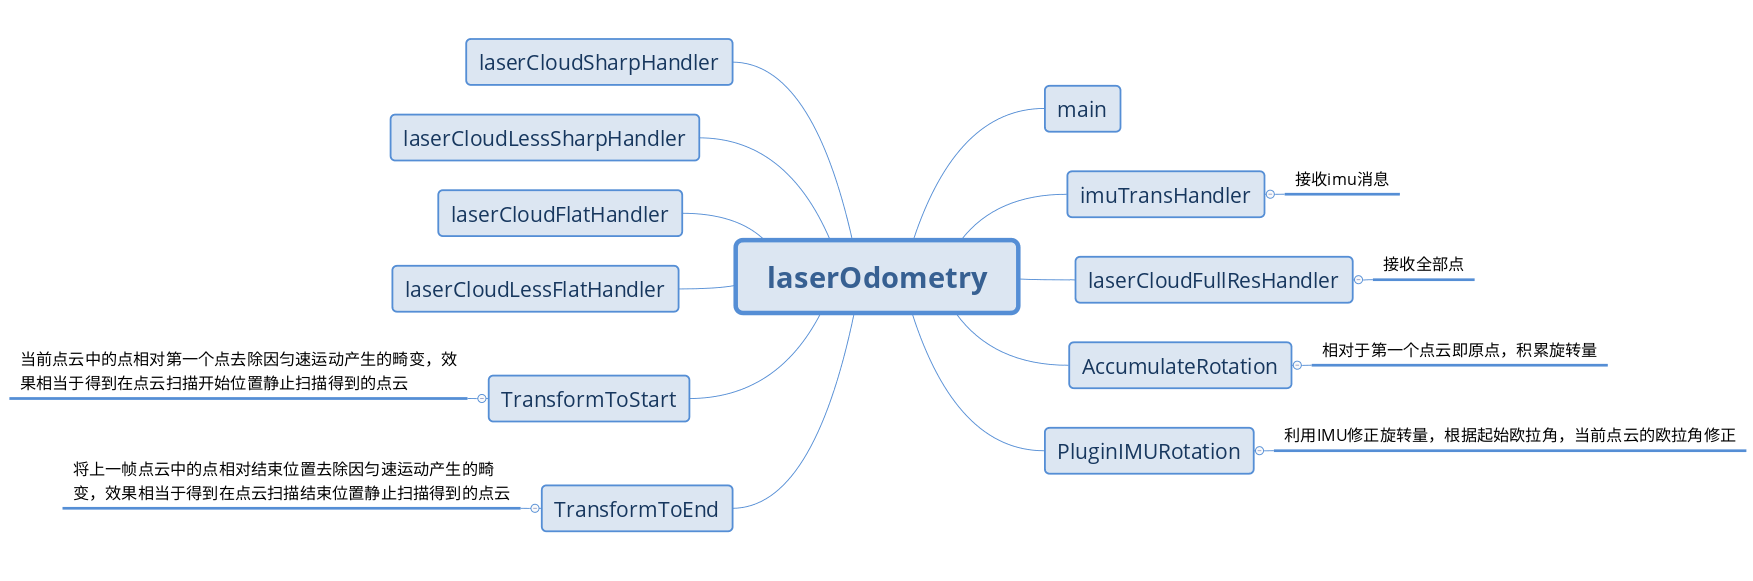 laserOdometry
main
imuTransHandler
接收imu消息
laserCloudFullResHandler
接收全部点
AccumulateRotation
相对于第一个点云即原点，积累旋转量
PluginIMURotation
利用IMU修正旋转量，根据起始欧拉角，当前点云的欧拉角修正
laserCloudSharpHandler
laserCloudLessSharpHandler
laserCloudFlatHandler
laserCloudLessFlatHandler
TransformToStart
当前点云中的点相对第一个点去除因匀速运动产生的畸变，效
果相当于得到在点云扫描开始位置静止扫描得到的点云
TransformToEnd
将上一帧点云中的点相对结束位置去除因匀速运动产生的畸
变，效果相当于得到在点云扫描结束位置静止扫描得到的点云